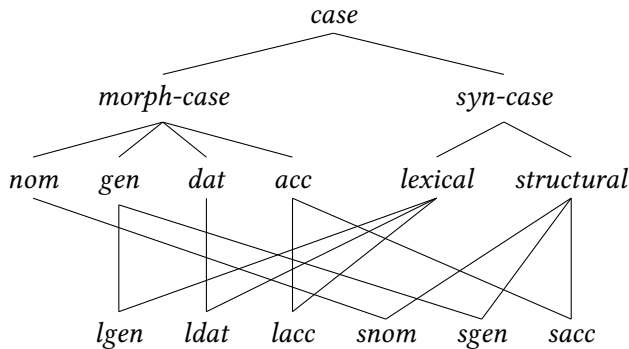 case
morph-case syn-case
nom gen dat acc lexical structural
lgen ldat lacc snom sgen sacc